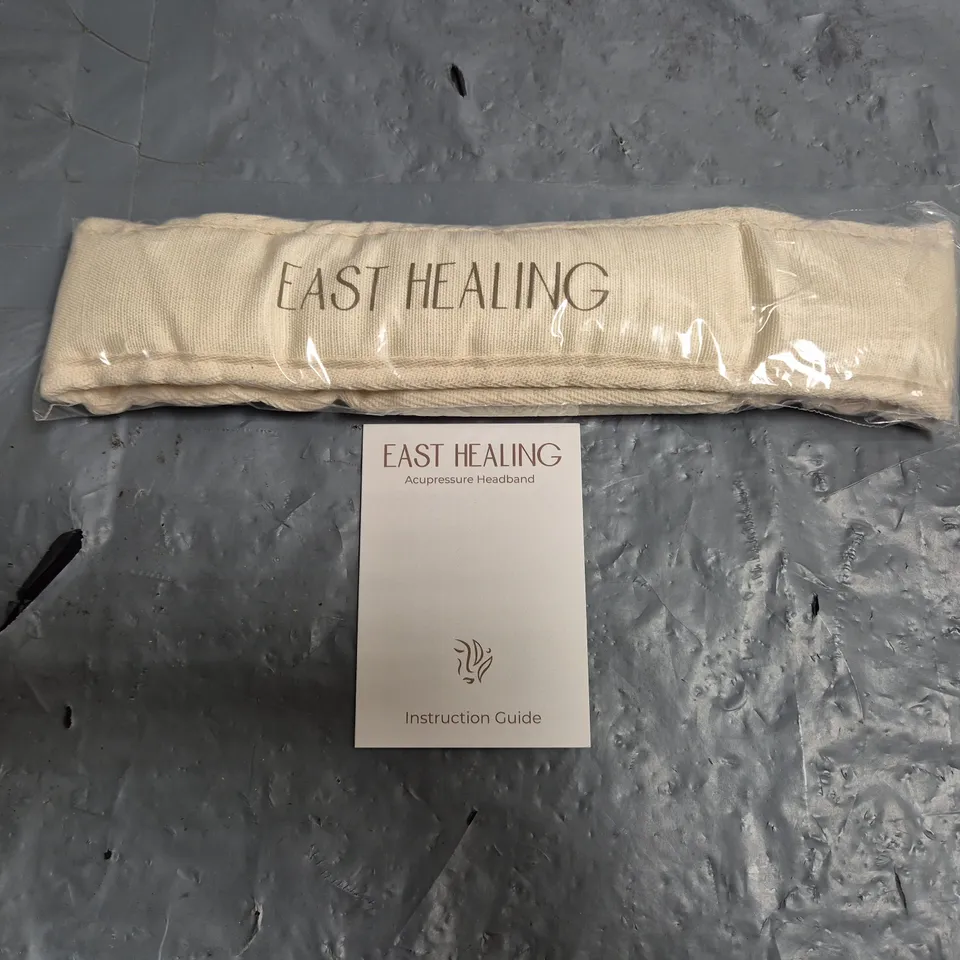 EAST HEALING
EAST HEALING
Acupressure Headband
Instruction Guide